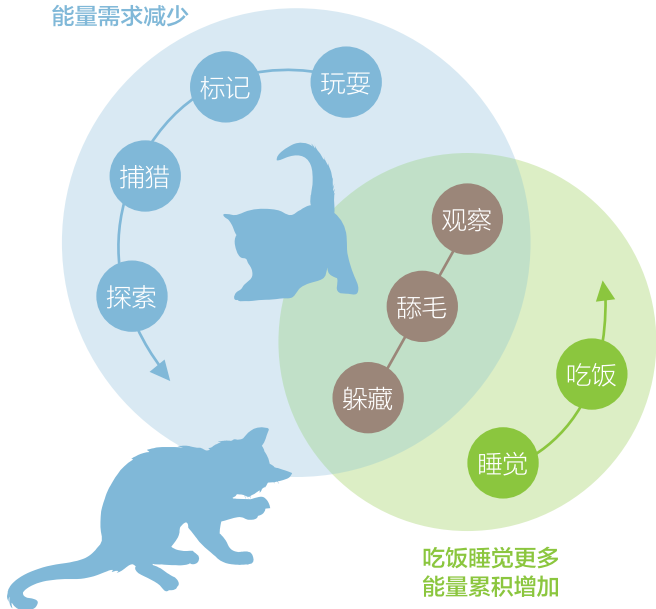 能量需求减少
标记
玩耍
捕猎
观察
探索
舔毛
吃饭
躲藏
睡觉
吃饭睡觉更多
能量累积增加